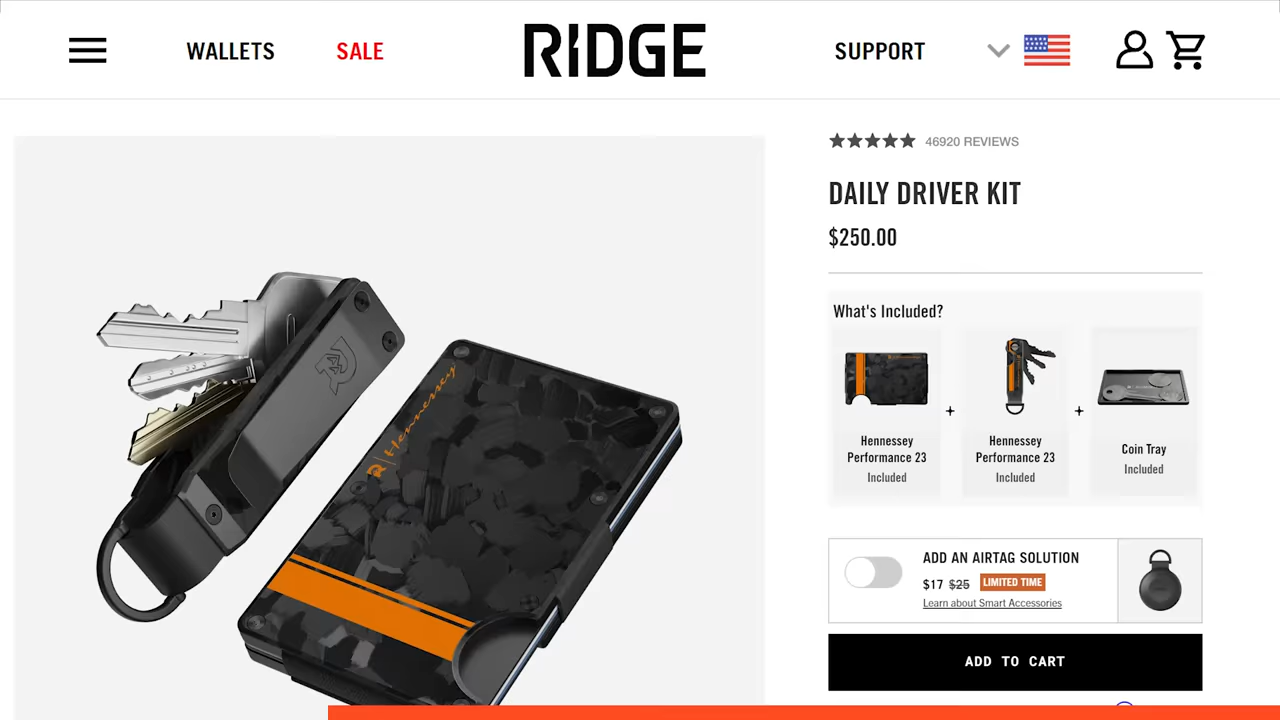 WALLETS
SALE
RIDGE
SUPPORT
46920 REVIEWS
DAILY DRIVER KIT
$250.00
What's Included?
Hennessey
Performance 23
Included
+
Hennessey
Performance 23
Included
+
Coin Tray
Included
ADD AN AIRTAG SOLUTION
$17 $25 LIMITED TIME
Learn about Smart Accessories
ADD TO CART
R | Hennessey